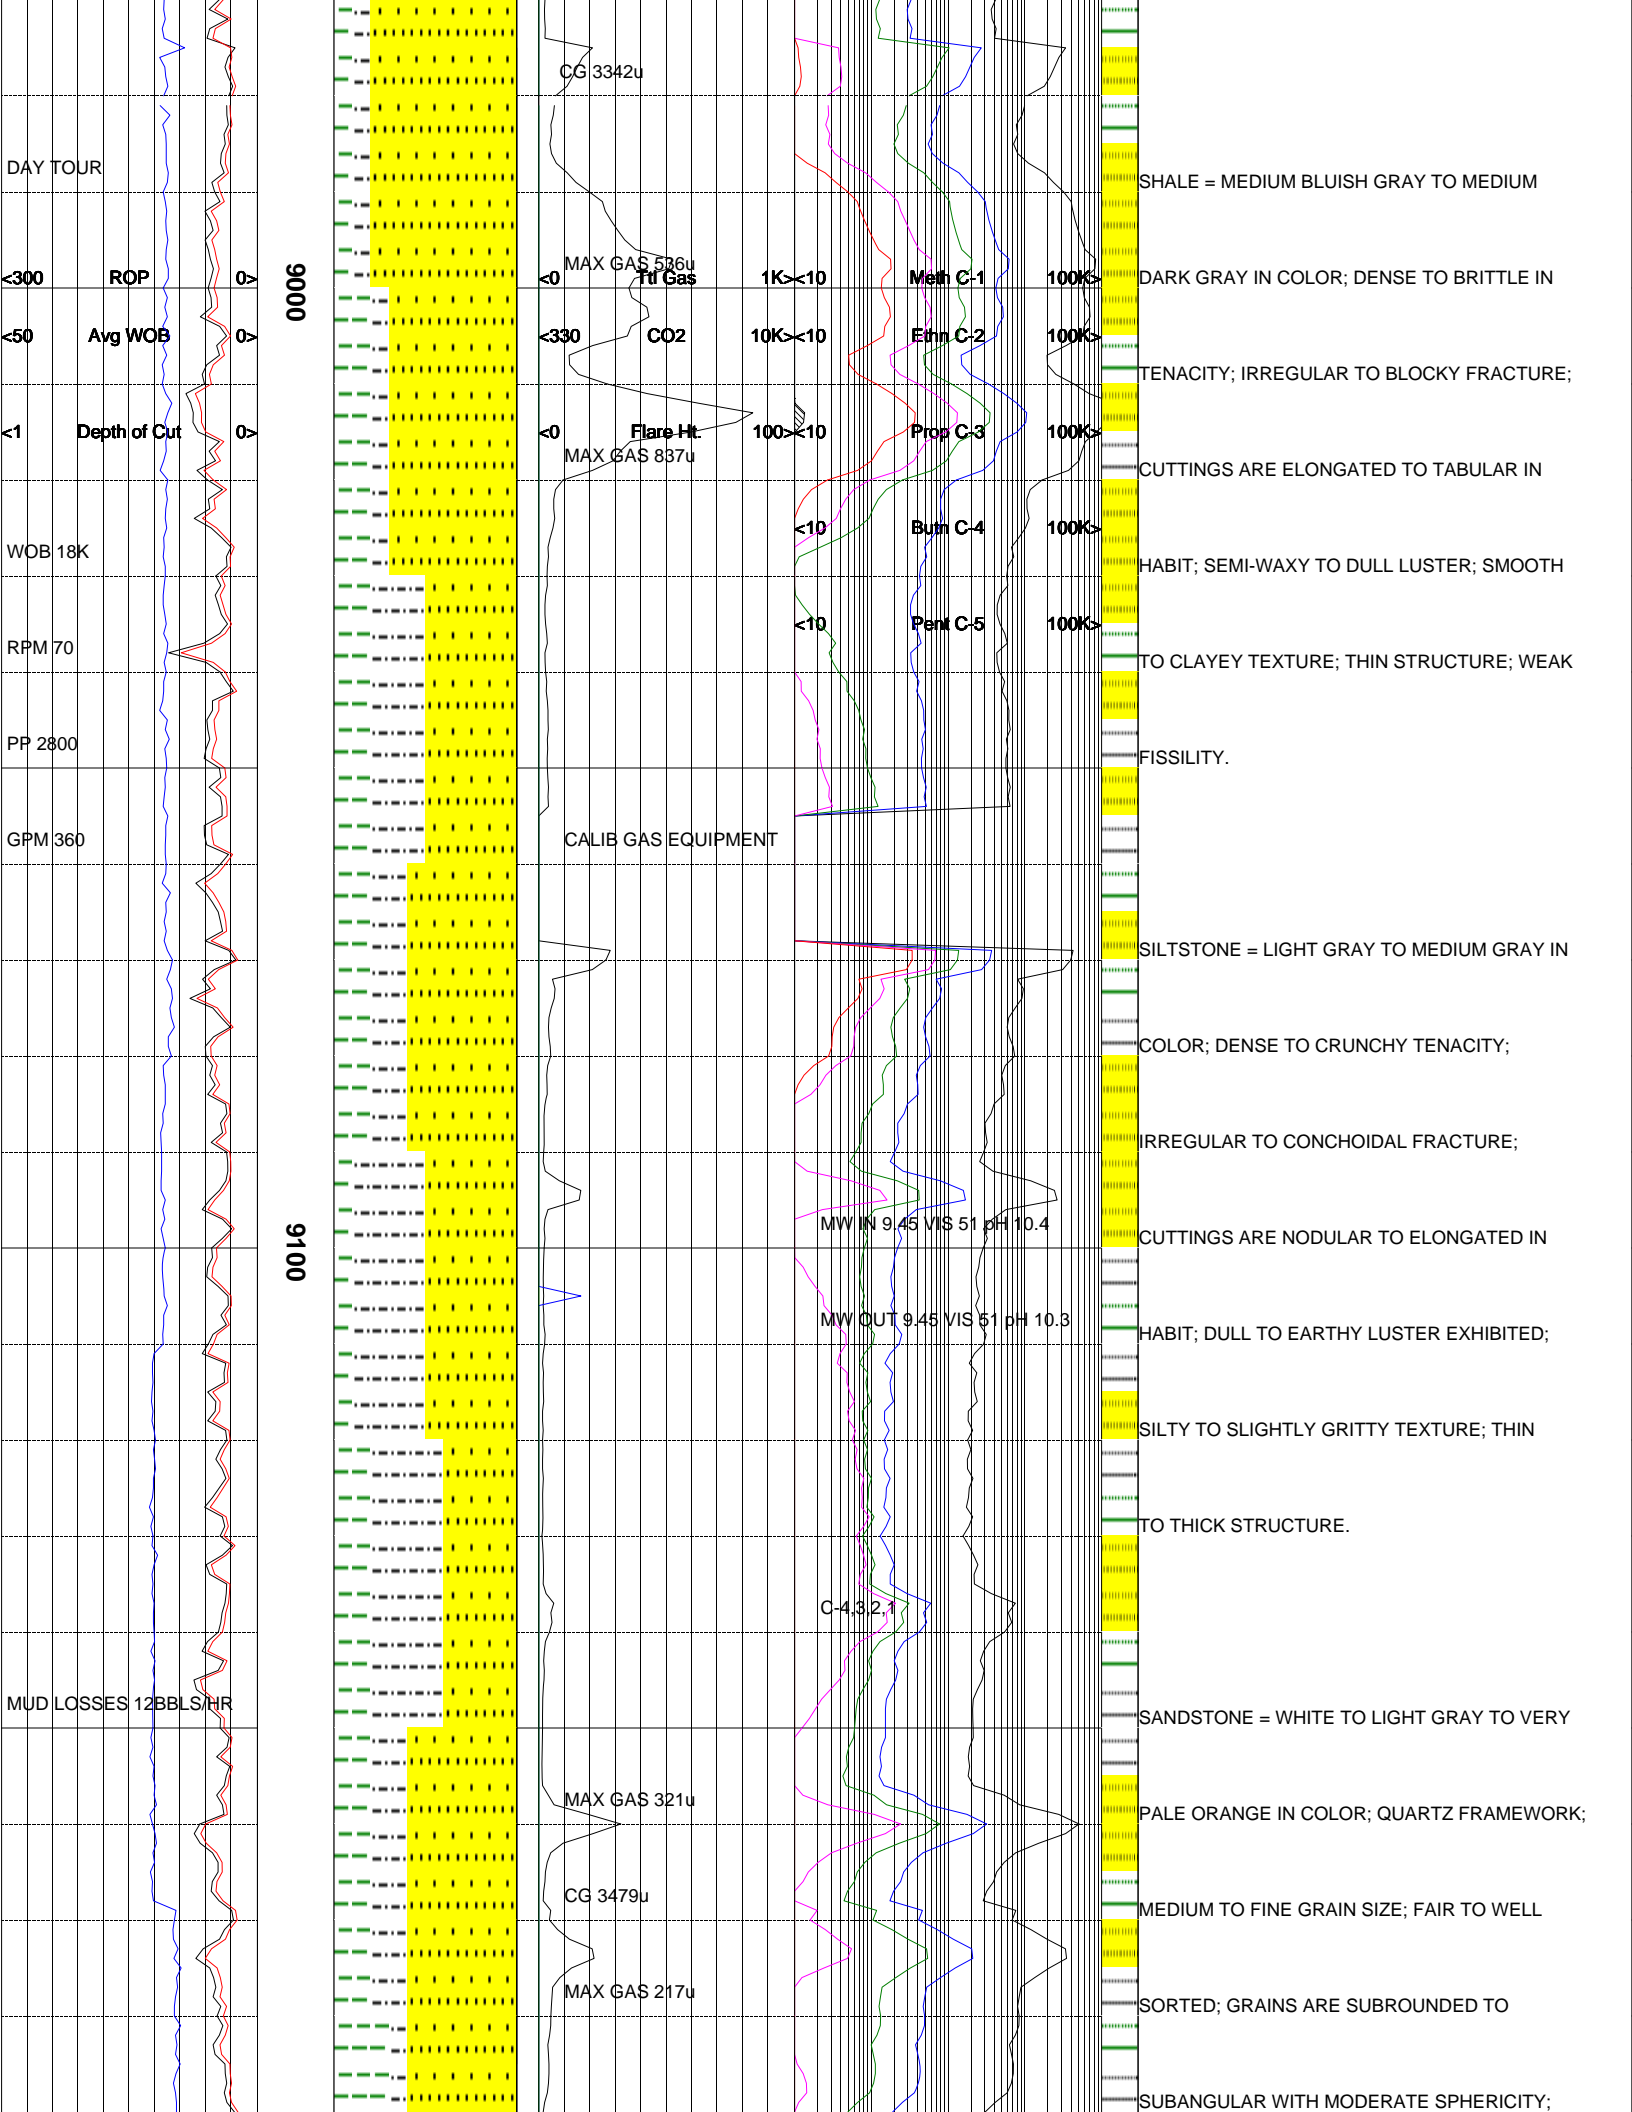 CG 3342u
DAY TOUR
SHALE = MEDIUM BLUISH GRAY TO MEDIUM
MAX GAS 536u
<300 ROP 0>
9000
<0 Ttl Gas 1K>
<10 Meth C-1 100K>
DARK GRAY IN COLOR; DENSE TO BRITTLE IN
<50 Avg WOB 0>
<330 CO2 10K>
<10 Ethn C-2 100K>
TENACITY; IRREGULAR TO BLOCKY FRACTURE;
<1 Depth of Cut 0>
<0 Flare Ht. 100>
<10 Prop C-3 100K>
MAX GAS 837u
CUTTINGS ARE ELONGATED TO TABULAR IN
<10 Butn C-4 100K>
WOB 18K
HABIT; SEMI-WAXY TO DULL LUSTER; SMOOTH
<10 Pent C-5 100K>
RPM 70
TO CLAYEY TEXTURE; THIN STRUCTURE; WEAK
PP 2800
FISSILITY.
GPM 360
CALIB GAS EQUIPMENT
SILTSTONE = LIGHT GRAY TO MEDIUM GRAY IN
COLOR; DENSE TO CRUNCHY TENACITY;
IRREGULAR TO CONCHOIDAL FRACTURE;
MW IN 9.45 VIS 51 pH 10.4
CUTTINGS ARE NODULAR TO ELONGATED IN
9100
MW OUT 9.45 VIS 51 pH 10.3
HABIT; DULL TO EARTHY LUSTER EXHIBITED;
SILTY TO SLIGHTLY GRITTY TEXTURE; THIN
TO THICK STRUCTURE.
C-4,3,2,1
MUD LOSSES 12BBLS/HR
SANDSTONE = WHITE TO LIGHT GRAY TO VERY
MAX GAS 321u
PALE ORANGE IN COLOR; QUARTZ FRAMEWORK;
CG 3479u
MEDIUM TO FINE GRAIN SIZE; FAIR TO WELL
MAX GAS 217u
SORTED; GRAINS ARE SUBROUNDED TO
SUBANGULAR WITH MODERATE SPHERICITY;